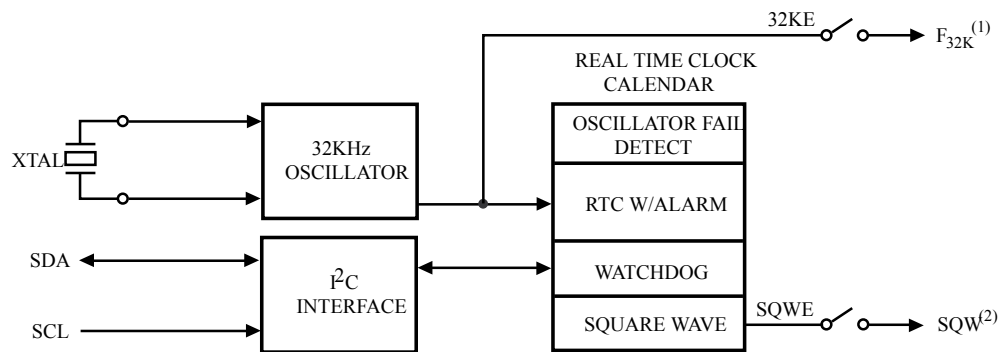 32KE
F32K(1)
REAL TIME CLOCK
CALENDAR
OSCILLATOR FAIL
DETECT
XTAL
32KHz
OSCILLATOR
RTC W/ALARM
SDA
I2C
INTERFACE
WATCHDOG
SCL
SQUARE WAVE
SQWE
SQW(2)